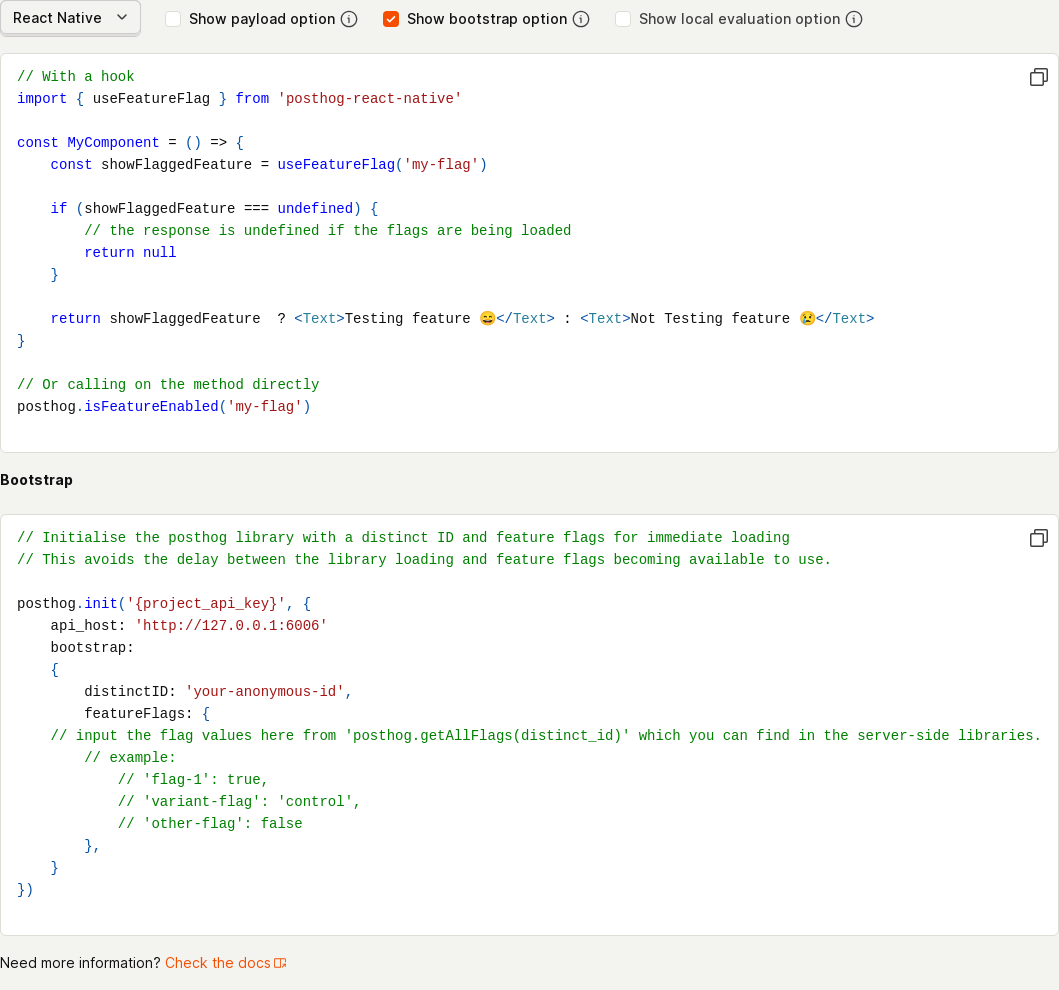 React Native Show payload option Show bootstrap option Show local evaluation option
// With a hook
import { useFeatureFlag } from 'posthog-react-native'
const MyComponent = () => {
    const showFlaggedFeature = useFeatureFlag('my-flag')
    if (showFlaggedFeature === undefined) {
        // the response is undefined if the flags are being loaded
        return null
    }
    return showFlaggedFeature  ? <Text>Testing feature 😄</Text> : <Text>Not Testing feature 😢</Text>
}
// Or calling on the method directly
posthog.isFeatureEnabled('my-flag')
Bootstrap
// Initialise the posthog library with a distinct ID and feature flags for immediate loading
// This avoids the delay between the library loading and feature flags becoming available to use.
posthog.init('{project_api_key}', {
    api_host: 'http://127.0.0.1:6006'
    bootstrap:
    {
        distinctID: 'your-anonymous-id',
        featureFlags: {
    // input the flag values here from 'posthog.getAllFlags(distinct_id)' which you can find in the server-side libraries.
        // example:
            // 'flag-1': true,
            // 'variant-flag': 'control',
            // 'other-flag': false
        },
    }
})
Need more information? Check the docs